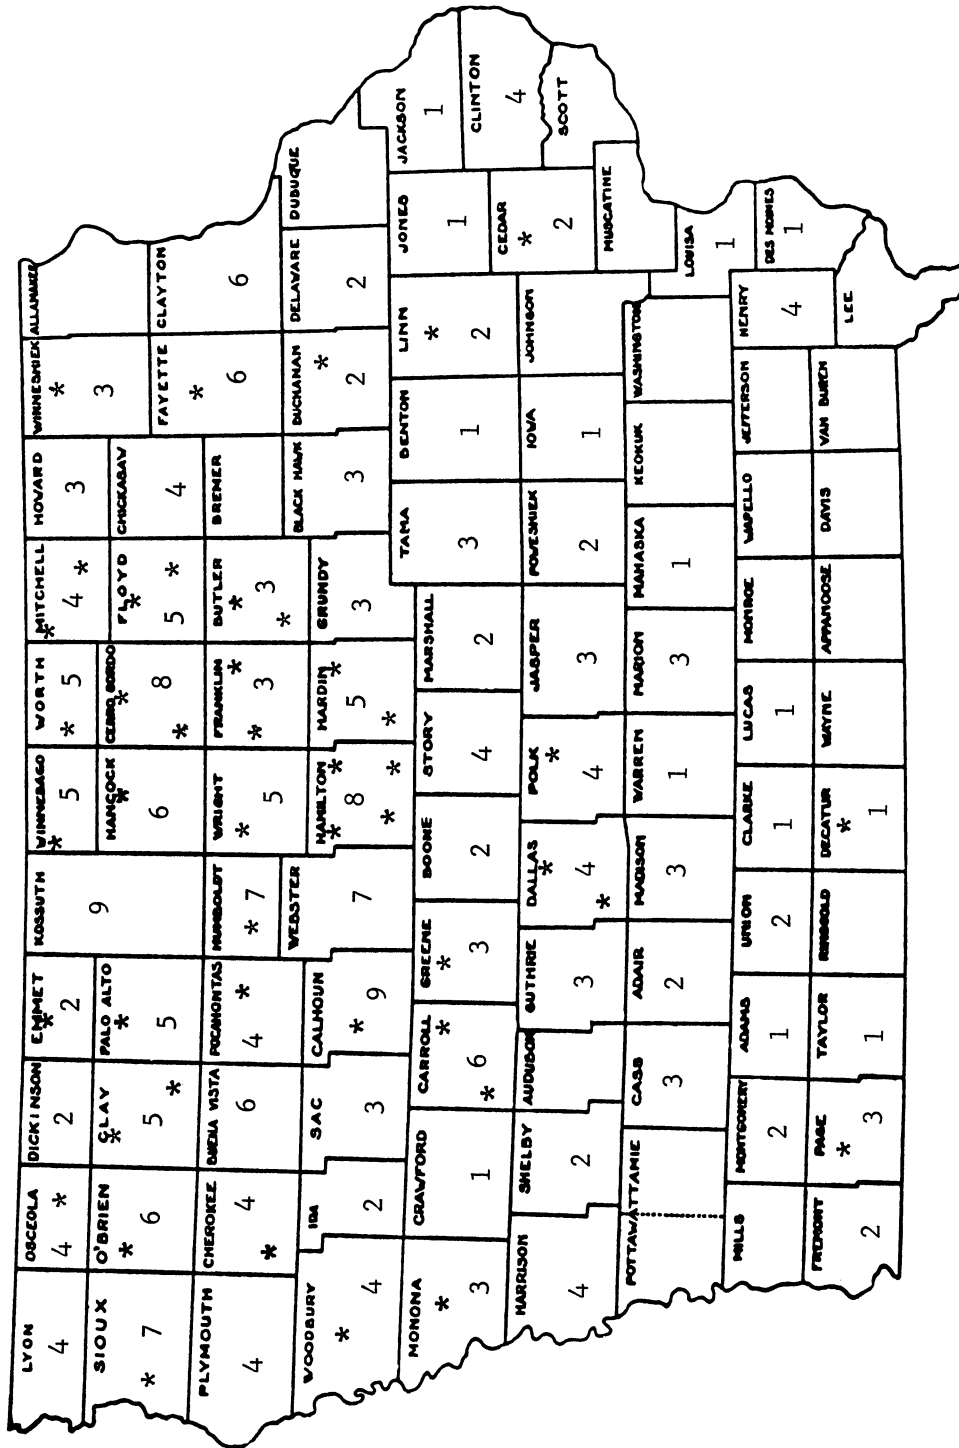 LYON
4
OSCEOLA
4 *
DICKINSON
2
EMMET
* 2
KOSSUTH
9
WINNEBAGO
* 5
WORTH
* 5
MITCHELL
* 4 *
HOWARD
3
WINNESHIEK
* 3
ALLAMAKEE
SIOUX
* 7
O'BRIEN
* 6
CLAY
* 5 *
PALO ALTO
* 5
HANCOCK
* 6
CERRO GORDO
* 8 *
FLOYD
* 5 *
CHICKASAW
4
FAYETTE
* 6
CLAYTON
6
PLYMOUTH
4
CHEROKEE
* 4
BUENA VISTA
6
POCAHONTAS
4 *
HUMBOLDT
* 7
WRIGHT
* 5
FRANKLIN
* 3 *
BUTLER
* 3 *
BREMER
WEBSTER
7
BLACK HAWK
3
BUCHANAN
* 2
DELAWARE
2
DUBUQUE
WOODBURY
* 4
IDA
2
SAC
3
CALHOUN
* 9
HAMILTON
* * 8 * *
HARDIN
* 5 *
GRUNDY
3
TAMA
3
BENTON
1
LINN
* 2
JONES
1
JACKSON
1
MONONA
* 3
CRAWFORD
1
CARROLL
* 6 *
GREENE
* 3
BOONE
2
STORY
4
MARSHALL
2
CEDAR
* 2
CLINTON
4
SCOTT
HARRISON
4
SHELBY
2
AUDUBON
GUTHRIE
3
DALLAS
* 4 *
POLK
* 4
JASPER
3
POWESHIEK
2
IOWA
1
JOHNSON
MUSCATINE
POTTAWATTAMIE
CASS
3
ADAIR
2
MADISON
3
WARREN
1
MARION
3
MAHASKA
1
KEOKUK
WASHINGTON
LOUISA
1
MILLS
MONTGOMERY
2
ADAMS
1
UNION
2
CLARKE
1
LUCAS
1
MONROE
WAPELLO
JEFFERSON
HENRY
4
DES MOINES
1
FREMONT
2
PAGE
* 3
TAYLOR
1
RINGGOLD
DECATUR
* 1
WAYNE
APPANOOSE
DAVIS
VAN BUREN
LEE